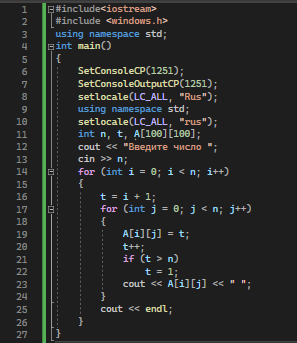 1 #include<iostream>
2 #include <windows.h>
3 using namespace std;
4 int main()
5 {
6 SetConsoleCP(1251);
7 SetConsoleOutputCP(1251);
8 setlocale(LC_ALL, "Rus");
9 using namespace std;
10 setlocale(LC_ALL, "rus");
11 int n, t, A[100][100];
12 cout << "Введите число ";
13 cin >> n;
14 for (int i = 0; i < n; i++)
15 {
16 t = i + 1;
17 for (int j = 0; j < n; j++)
18 {
19 A[i][j] = t;
20 t++;
21 if (t > n)
22 t = 1;
23 cout << A[i][j] << " ";
24 }
25 cout << endl;
26 }
27 }